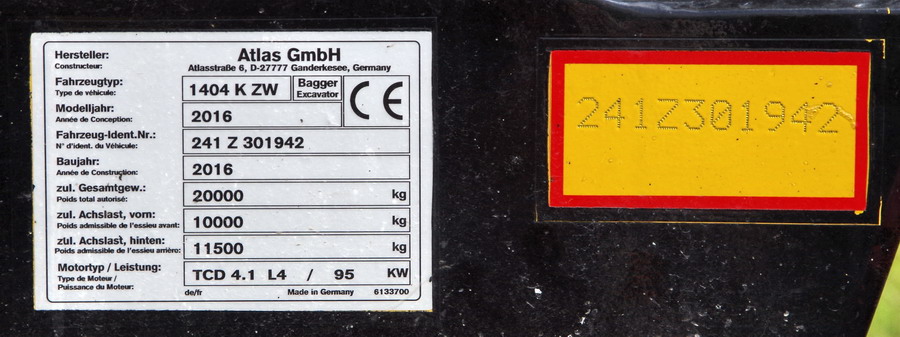 Hersteller: Atlas GmbH
Constructeur: Atlasstraße 6, D-27777 Ganderkesee, Germany
Fahrzeugtyp: 1404 K ZW Bagger
Type de véhicule: Excavator
CE
Modelljahr: 2016
Année de Conception:
Fahrzeug-Ident.Nr.: 241 Z 301942
N° d'ident. du Véhicule:
Baujahr: 2016
Année de Construction:
zul. Gesamtgew.: 20000 kg
Poids total autorisé:
zul. Achslast, vorn: 10000 kg
Poids admissible de l'essieu avant:
zul. Achslast, hinten: 11500 kg
Poids admissible de l'essieu arrière:
Motortyp / Leistung: TCD 4.1 L4 / 95 KW
Type de Moteur /
Puissance du Moteur:
de/fr Made in Germany 6133700
241Z301942